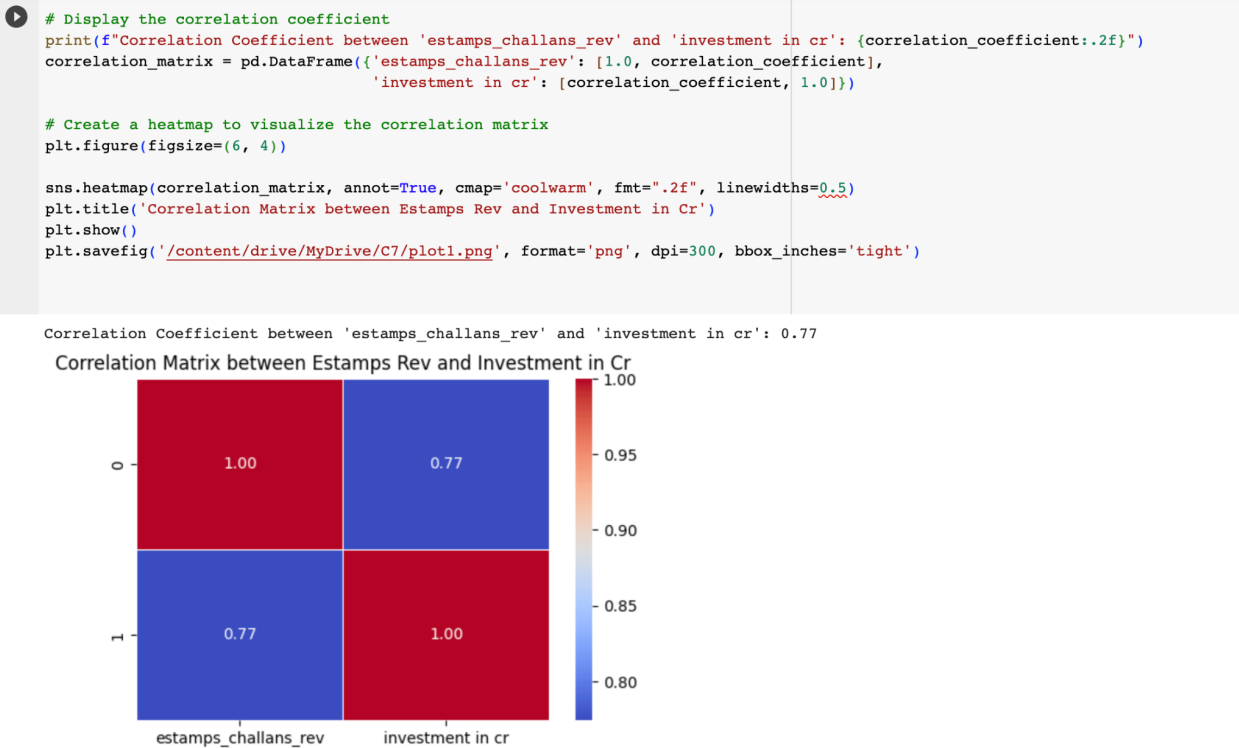 # Display the correlation coefficient
print(f"Correlation Coefficient between 'estamps_challans_rev' and 'investment in cr': {correlation_coefficient:.2f}")
correlation_matrix = pd.DataFrame({'estamps_challans_rev': [1.0, correlation_coefficient],
                                   'investment in cr': [correlation_coefficient, 1.0]})
# Create a heatmap to visualize the correlation matrix
plt.figure(figsize=(6, 4))
sns.heatmap(correlation_matrix, annot=True, cmap='coolwarm', fmt=".2f", linewidths=0.5)
plt.title('Correlation Matrix between Estamps Rev and Investment in Cr')
plt.show()
plt.savefig('/content/drive/MyDrive/C7/plot1.png', format='png', dpi=300, bbox_inches='tight')
Correlation Coefficient between 'estamps_challans_rev' and 'investment in cr': 0.77
Correlation Matrix between Estamps Rev and Investment in Cr
1.00
0.95
0.90
0.85
0.80
0
1.00 0.77
1
0.77 1.00
estamps_challans_rev investment in cr